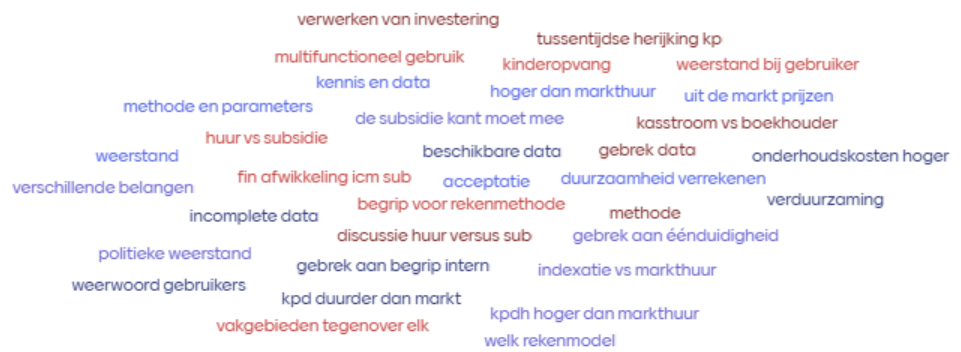 verwerken van investering
tussentijdse herijking kp
multifunctioneel gebruik
kinderopvang
weerstand bij gebruiker
kennis en data
hoger dan markthuur
uit de markt prijzen
methode en parameters
de subsidie kant moet mee
kasstroom vs boekhouder
huur vs subsidie
beschikbare data
gebrek data
onderhoudskosten hoger
weerstand
verschillende belangen
fin afwikkeling icm sub
acceptatie
duurzaamheid verrekenen
begrip voor rekenmethode
verduurzaming
incomplete data
methode
discussie huur versus sub
gebrek aan éénduidigheid
politieke weerstand
gebrek aan begrip intern
indexatie vs markthuur
weerwoord gebruikers
kpd duurder dan markt
kpdh hoger dan markthuur
vakgebieden tegenover elk
welk rekenmodel